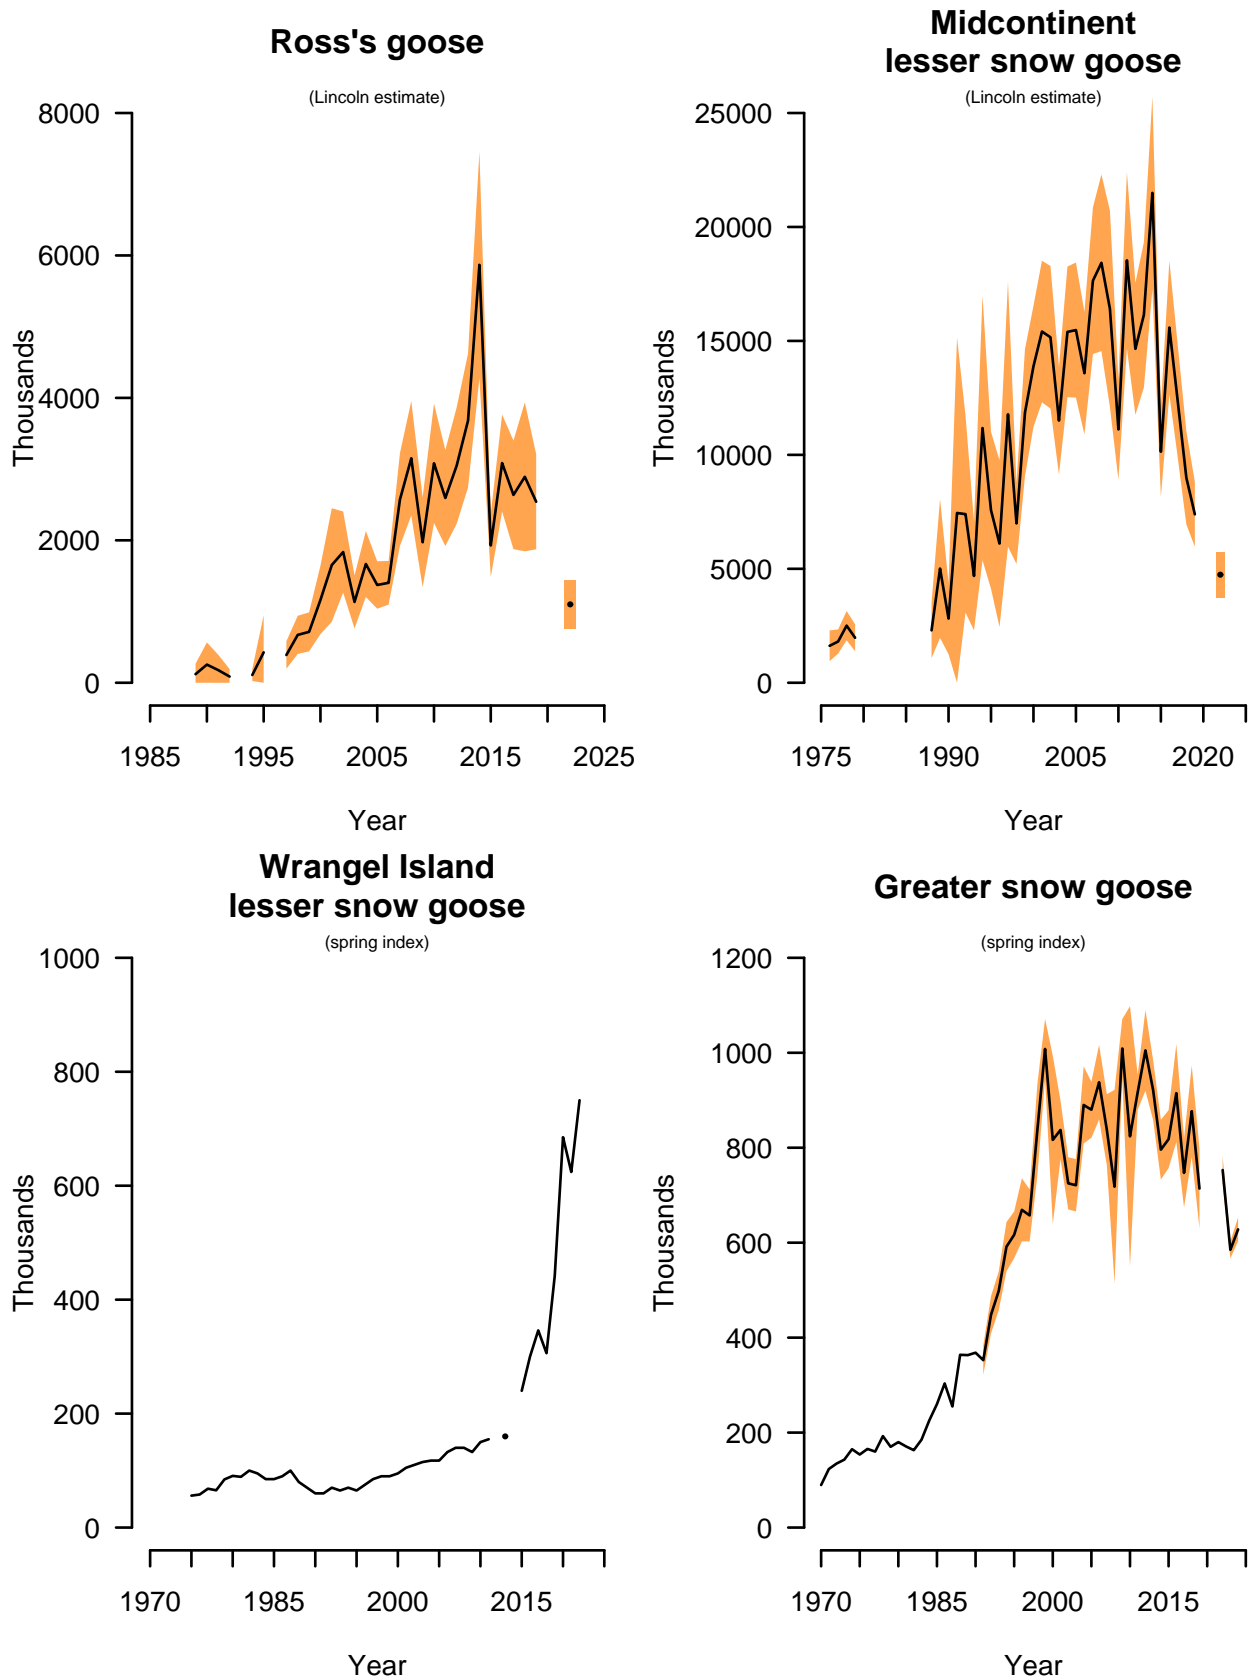 Ross's goose
(Lincoln estimate)
8000
6000
4000
2000
0
Thousands
1985
1995
2005
2015
2025
Year
Midcontinent
lesser snow goose
(Lincoln estimate)
25000
20000
15000
10000
5000
0
Thousands
1975
1990
2005
2020
Year
Wrangel Island
lesser snow goose
(spring index)
1000
800
600
400
200
0
Thousands
1970
1985
2000
2015
Year
Greater snow goose
(spring index)
1200
1000
800
600
400
200
0
Thousands
1970
1985
2000
2015
Year